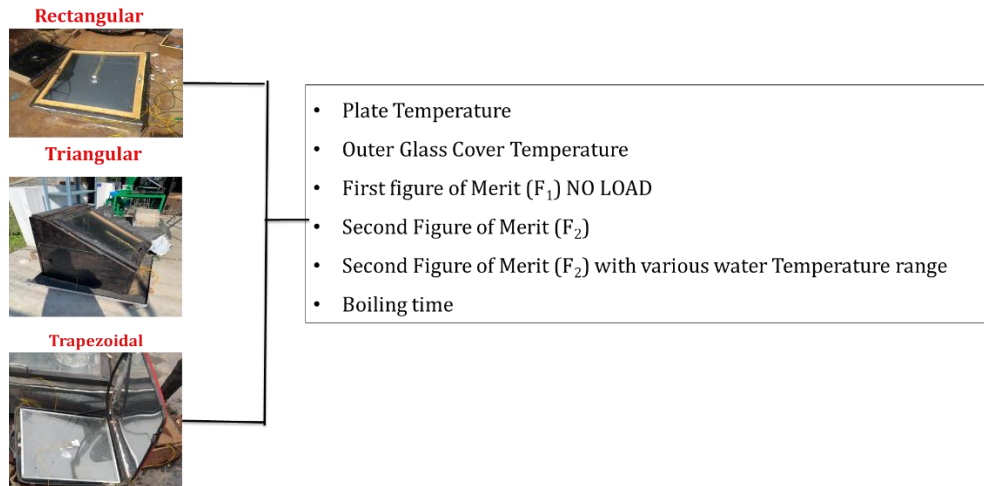 Rectangular
Triangular
Trapezoidal
• Plate Temperature
• Outer Glass Cover Temperature
• First figure of Merit (F₁) NO LOAD
• Second Figure of Merit (F₂)
• Second Figure of Merit (F₂) with various water Temperature range
• Boiling time